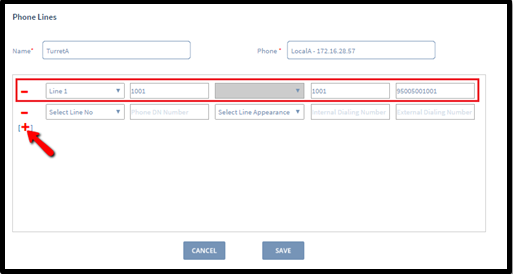 Phone Lines
Name* TurretA Phone * LocalA - 172.16.28.57
Line 1 1001 1001 95005001001
Select Line No Phone DN Number Select Line Appearance Internal Dialing Number External Dialing Number
[+]
CANCEL SAVE